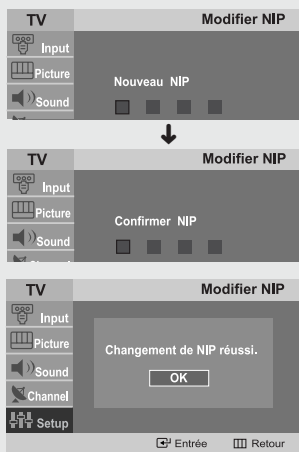 TV Modifier NIP
Input
Picture
Nouveau NIP
Sound
TV Modifier NIP
Input
Picture
Confirmer NIP
Sound
TV Modifier NIP
Input
Picture
Changement de NIP réussi.
Sound
OK
Channel
Setup
Entrée Retour